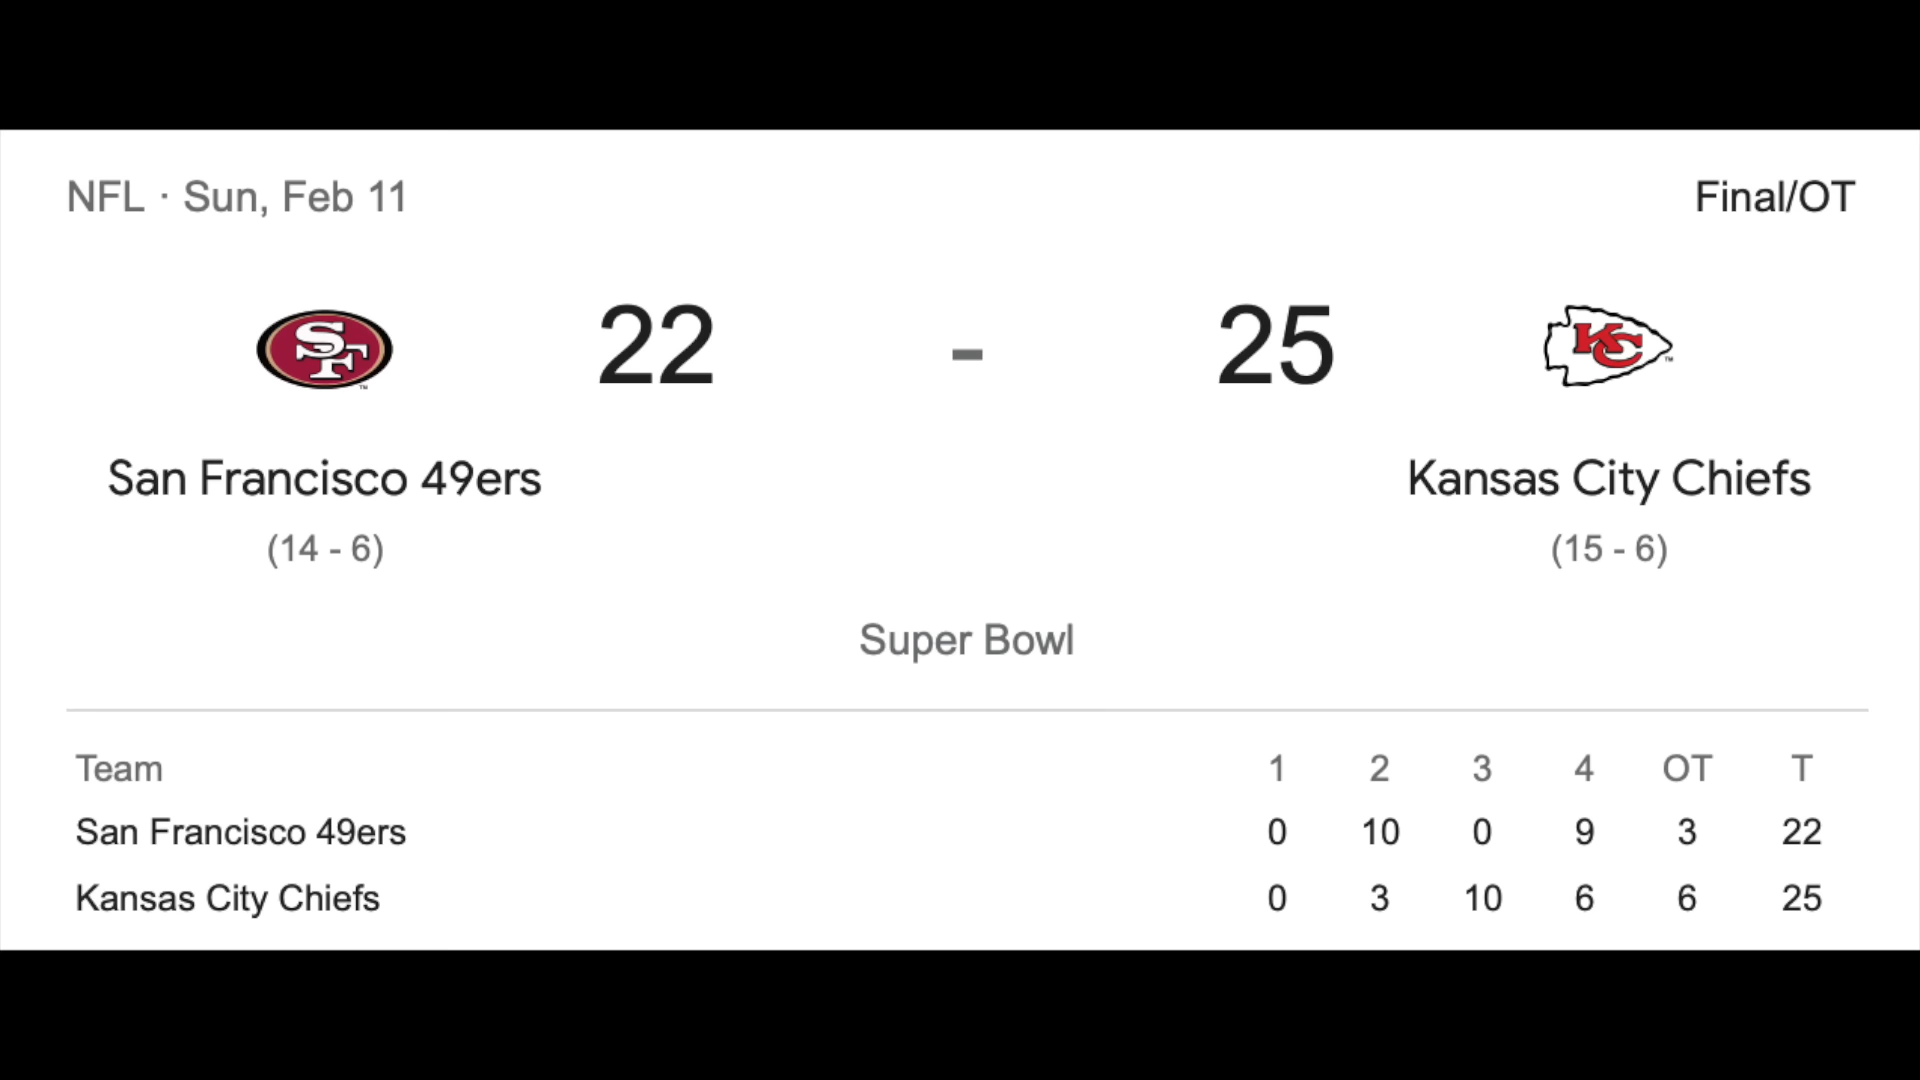 NFL · Sun, Feb 11
Final/OT
SF
22 - 25
KC
San Francisco 49ers
Kansas City Chiefs
(14 - 6)
(15 - 6)
Super Bowl
Team 1 2 3 4 OT T
San Francisco 49ers 0 10 0 9 3 22
Kansas City Chiefs 0 3 10 6 6 25